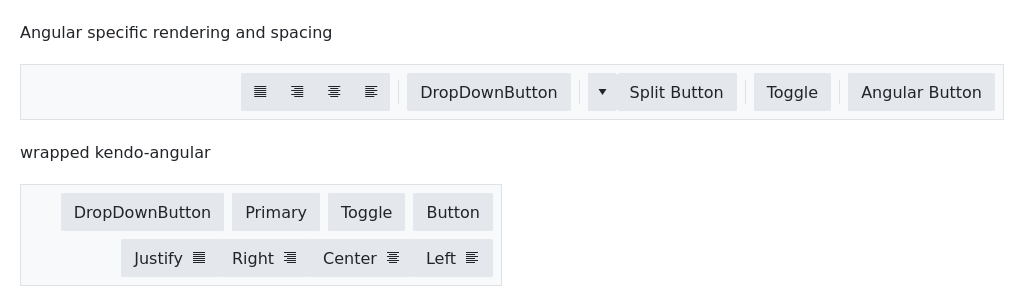 Angular specific rendering and spacing
DropDownButton Split Button Toggle Angular Button
wrapped kendo-angular
DropDownButton Primary Toggle Button
Justify Right Center Left